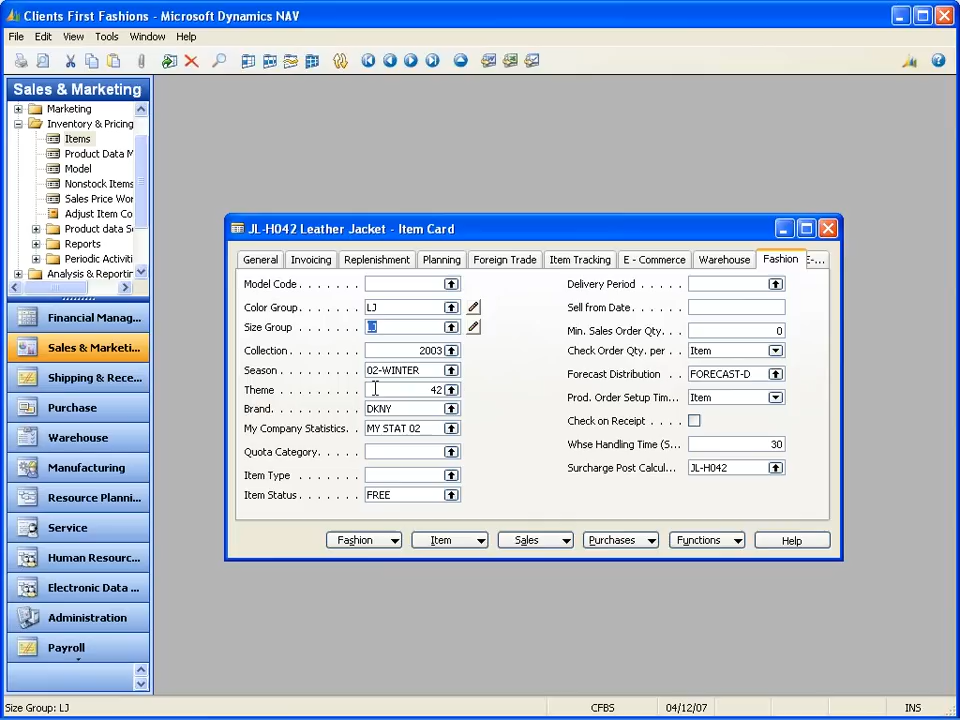 Clients First Fashions - Microsoft Dynamics NAV
File Edit View Tools Window Help
Sales & Marketing
Marketing
Inventory & Pricing
Items
Product Data M
Model
Nonstock Items
Sales Price Wor
Adjust Item Co
Product data S
Reports
Periodic Activiti
Analysis & Reportin
Financial Manag...
Sales & Marketi...
Shipping & Rece...
Purchase
Warehouse
Manufacturing
Resource Planni...
Service
Human Resourc...
Electronic Data ...
Administration
Payroll
JL-H042 Leather Jacket - Item Card
General Invoicing Replenishment Planning Foreign Trade Item Tracking E - Commerce Warehouse Fashion E-...
Model Code . . . . . . .
Color Group. . . . . . . LJ
Size Group . . . . . . . LJ
Collection . . . . . . . . 2003
Season . . . . . . . . . 02-WINTER
Theme . . . . . . . . . 42
Brand. . . . . . . . . . DKNY
My Company Statistics. . MY STAT 02
Quota Category. . . . .
Item Type . . . . . . .
Item Status . . . . . . FREE
Delivery Period . . . . .
Sell from Date. . . . . .
Min. Sales Order Qty. . . 0
Check Order Qty. per . . Item
Forecast Distribution . . FORECAST-D
Prod. Order Setup Tim... Item
Check on Receipt . . . .
Whse Handling Time (S... 30
Surcharge Post Calcul... JL-H042
Fashion Item Sales Purchases Functions Help
Size Group: LJ CFBS 04/12/07 INS